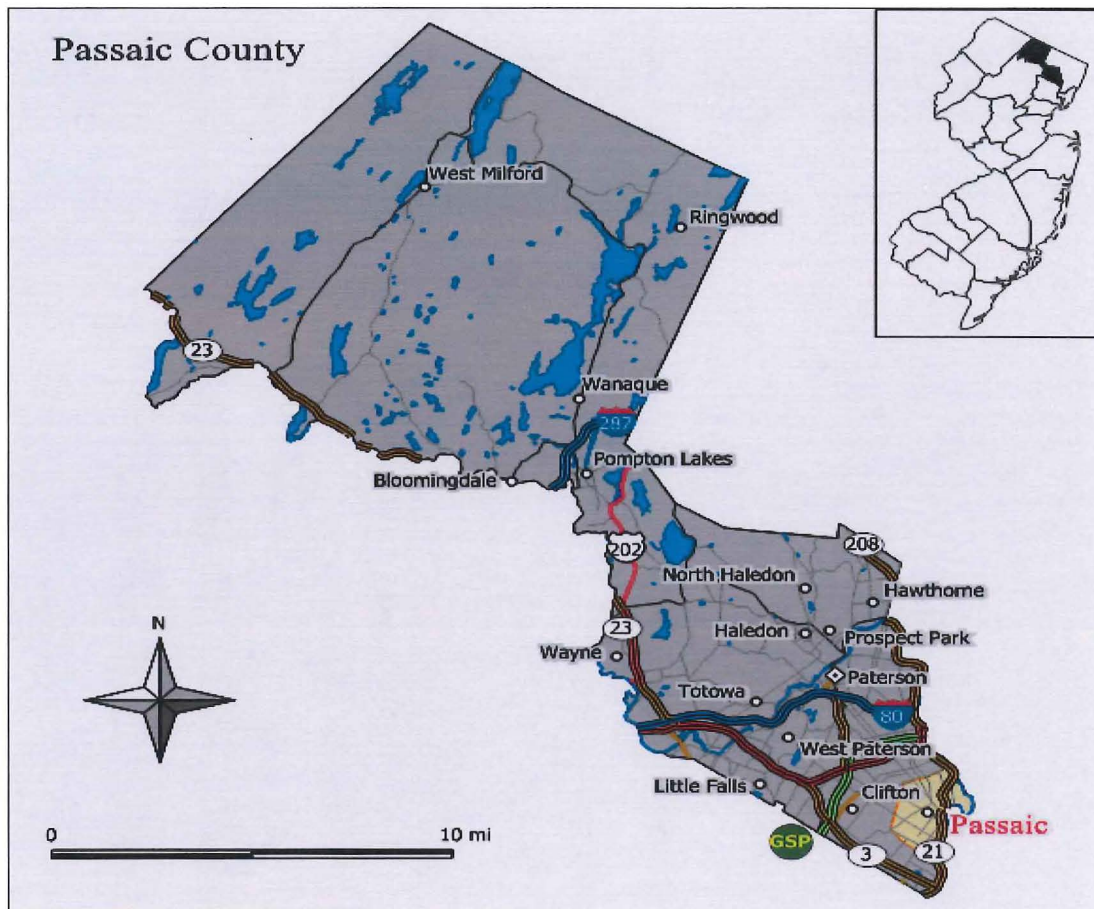 Passaic County
West Milford
Ringwood
23
Wanaque
287
Pompton Lakes
Bloomingdale
202
208
North Haledon
Hawthorne
23
Haledon
Prospect Park
N
Wayne
Paterson
Totowa
80
West Paterson
Little Falls
Clifton
Passaic
0
10 mi
GSP
3
21